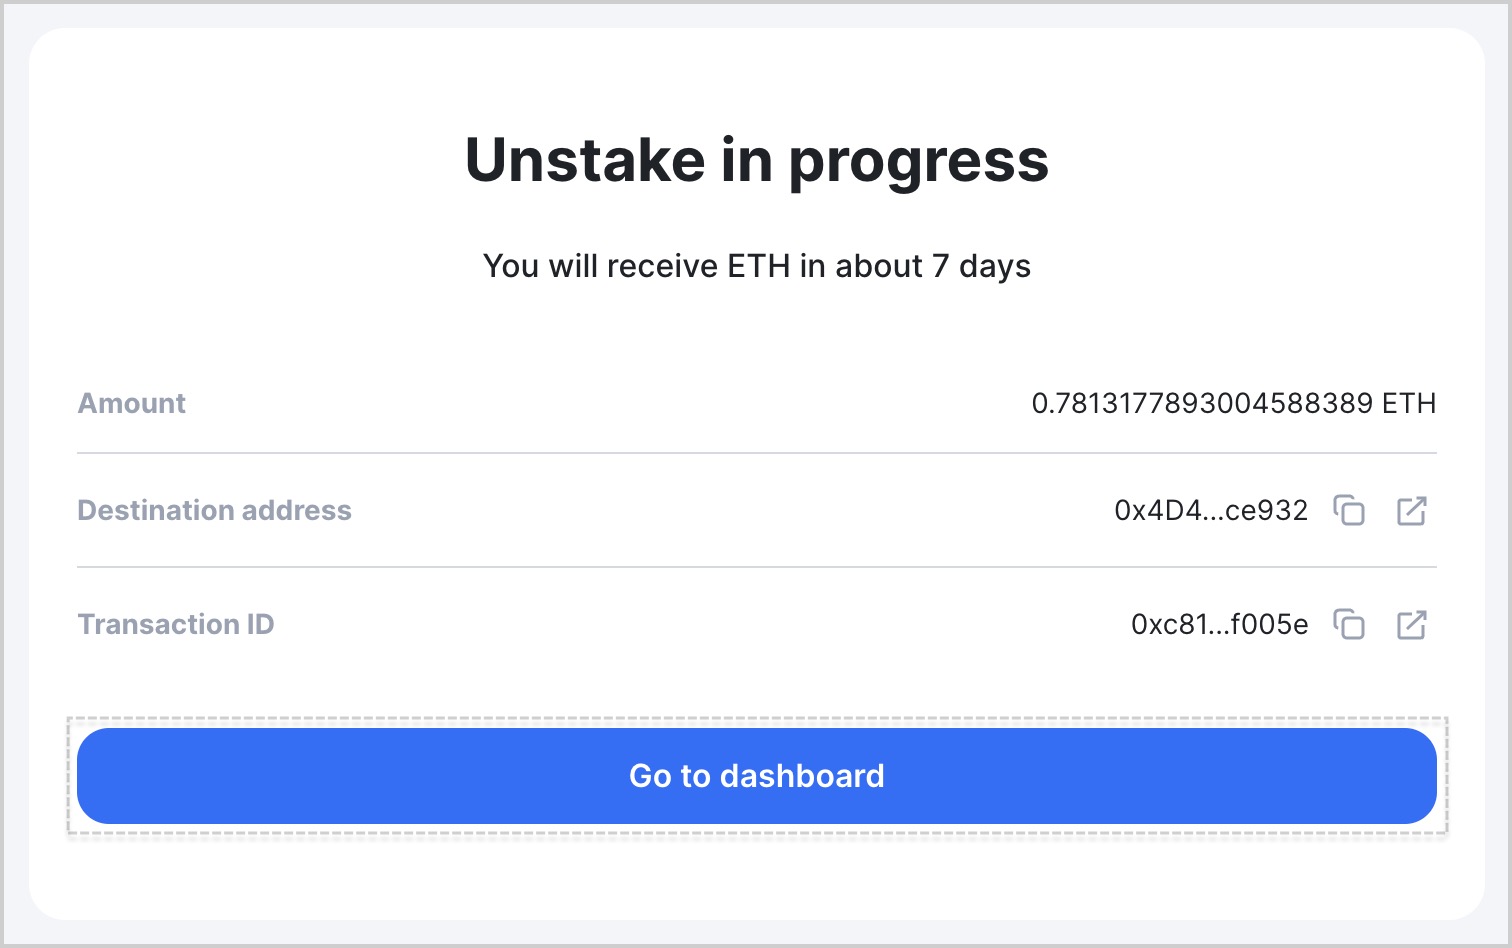 Unstake in progress
You will receive ETH in about 7 days
Amount 0.7813177893004588389 ETH
Destination address 0x4D4...ce932
Transaction ID 0xc81...f005e
Go to dashboard